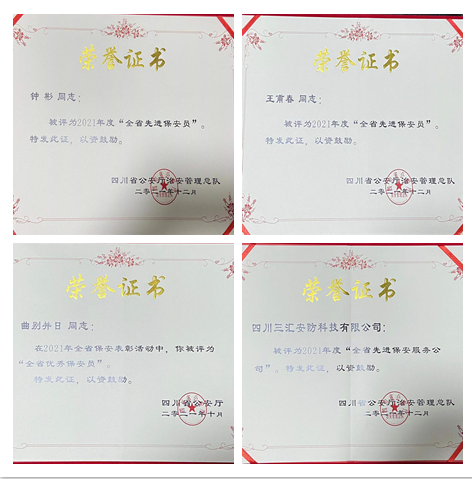 荣誉证书
钟 彬 同志：
被评为2021年度“全省先进保安员”。
特发此证，以资鼓励。
四川省公安厅治安管理总队
二〇二一年十二月
荣誉证书
王甫春 同志：
被评为2021年度“全省先进保安员”。
特发此证，以资鼓励。
四川省公安厅治安管理总队
二〇二一年十二月
荣誉证书
曲别并日 同志：
在2021年全省保安表彰活动中，你被评为
“全省优秀保安员”。
特发此证，以资鼓励。
四川省公安厅
二〇二一年十月
荣誉证书
四川三汇安防科技有限公司：
被评为2021年度“全省先进保安服务公
司”。特发此证，以资鼓励。
四川省公安厅治安管理总队
二〇二一年十二月